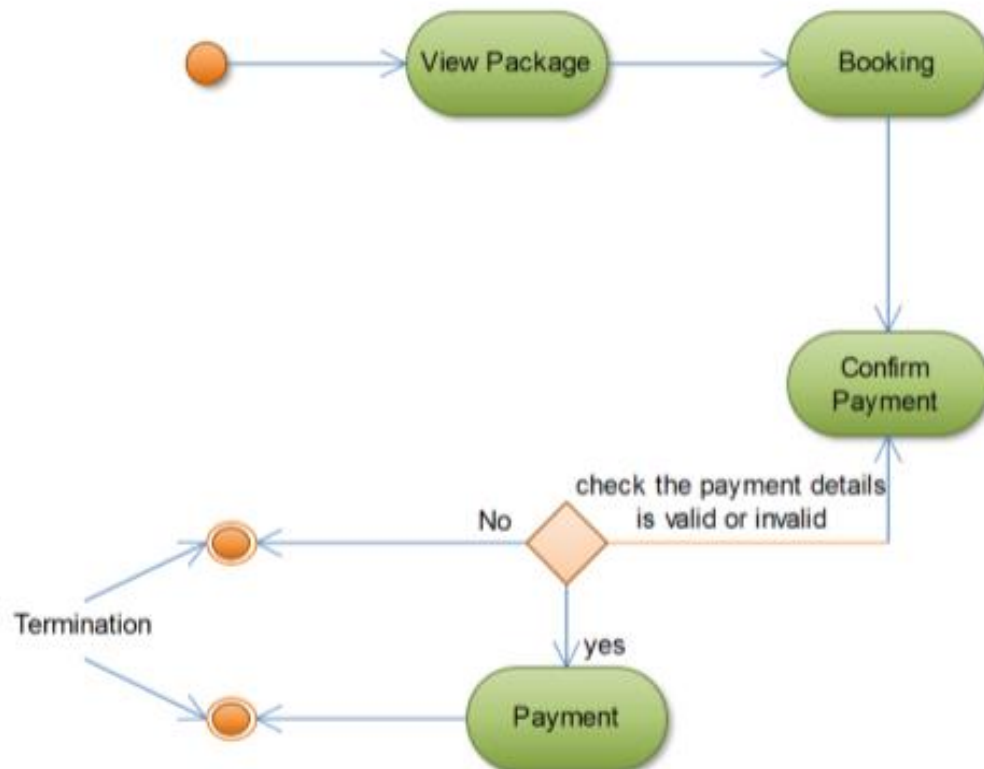 View Package
Booking
Confirm
Payment
check the payment details
is valid or invalid
No
Termination
yes
Payment